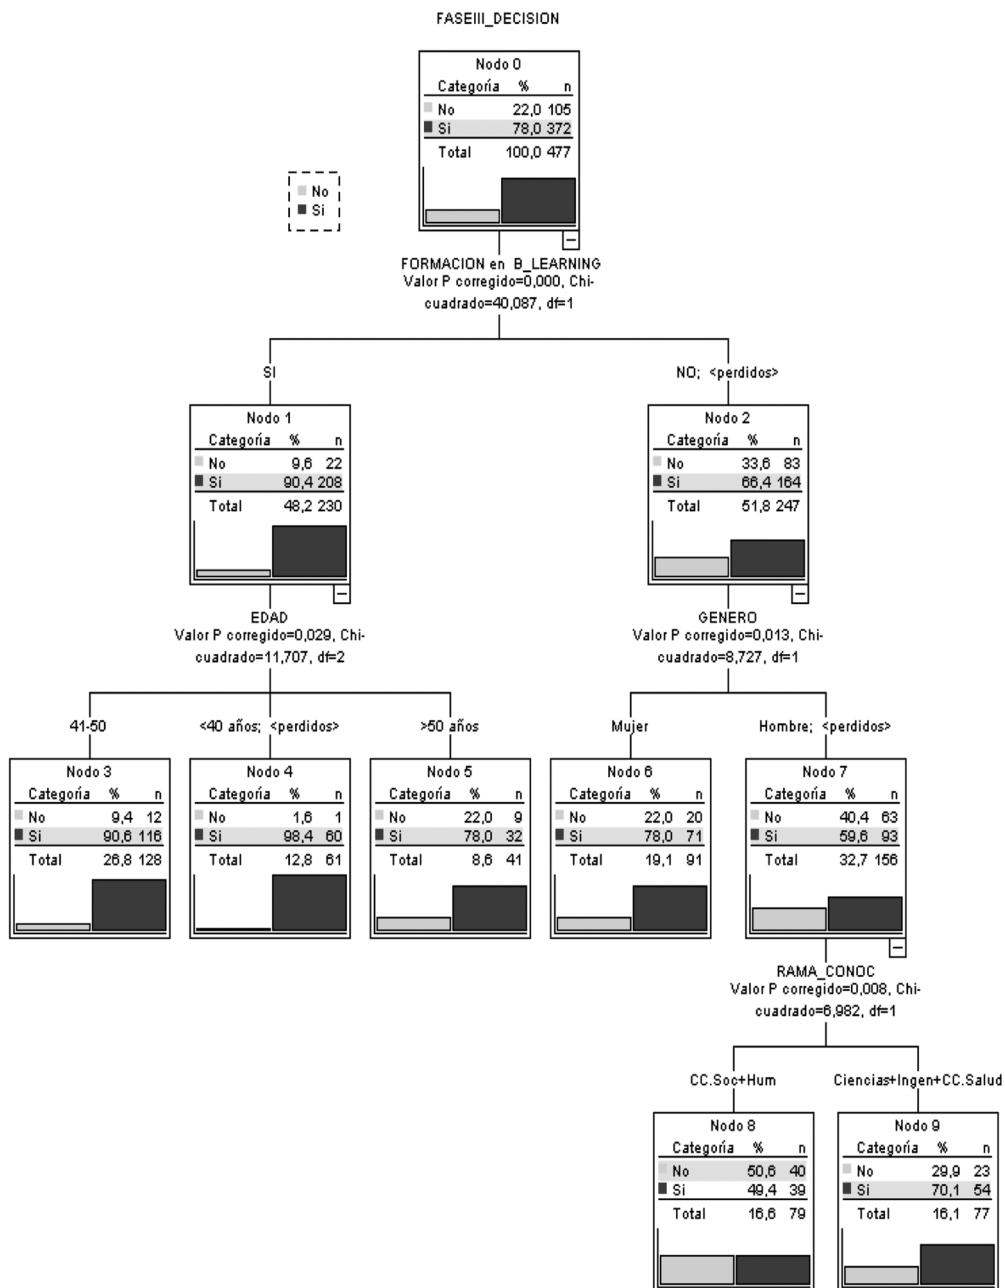 FASEIII_DECISION
Nodo 0
Categoría % n
No 22,0 105
Si 78,0 372
Total 100,0 477
No
Si
FORMACION en B_LEARNING
Valor P corregido=0,000, Chi-
cuadrado=40,087, df=1
SI
NO; <perdidos>
Nodo 1
Categoría % n
No 9,6 22
Si 90,4 208
Total 48,2 230
Nodo 2
Categoría % n
No 33,6 83
Si 66,4 164
Total 51,8 247
EDAD
Valor P corregido=0,029, Chi-
cuadrado=11,707, df=2
GENERO
Valor P corregido=0,013, Chi-
cuadrado=8,727, df=1
41-50
<40 años; <perdidos>
>50 años
Mujer
Hombre; <perdidos>
Nodo 3
Categoría % n
No 9,4 12
Si 90,6 116
Total 26,8 128
Nodo 4
Categoría % n
No 1,6 1
Si 98,4 60
Total 12,8 61
Nodo 5
Categoría % n
No 22,0 9
Si 78,0 32
Total 8,6 41
Nodo 6
Categoría % n
No 22,0 20
Si 78,0 71
Total 19,1 91
Nodo 7
Categoría % n
No 40,4 63
Si 59,6 93
Total 32,7 156
RAMA_CONOC
Valor P corregido=0,008, Chi-
cuadrado=6,982, df=1
CC.Soc+Hum
Ciencias+Ingen+CC.Salud
Nodo 8
Categoría % n
No 50,6 40
Si 49,4 39
Total 16,6 79
Nodo 9
Categoría % n
No 29,9 23
Si 70,1 54
Total 16,1 77